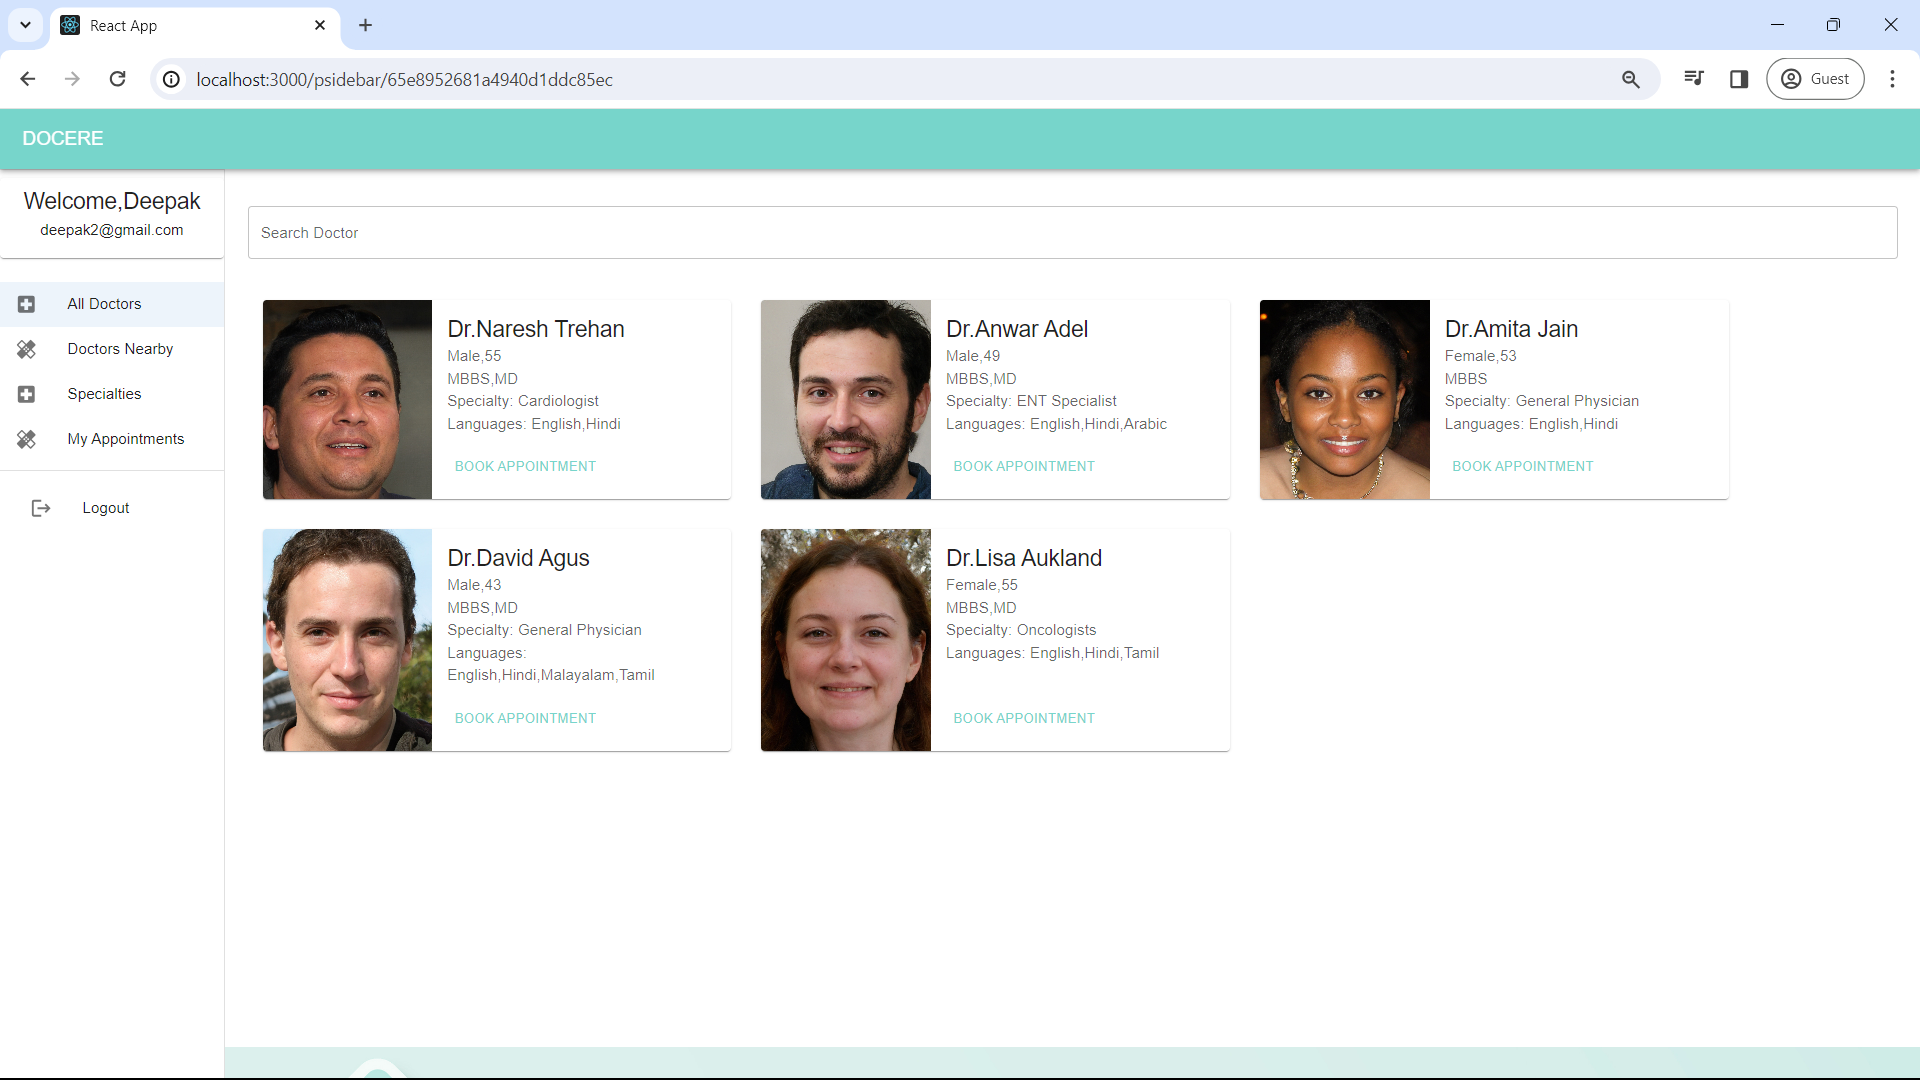 React App
localhost:3000/psidebar/65e8952681a4940d1ddc85ec
Guest
DOCERE
Welcome,Deepak
deepak2@gmail.com
All Doctors
Doctors Nearby
Specialties
My Appointments
Logout
Search Doctor
Dr.Naresh Trehan
Male,55
MBBS,MD
Specialty: Cardiologist
Languages: English,Hindi
BOOK APPOINTMENT
Dr.Anwar Adel
Male,49
MBBS,MD
Specialty: ENT Specialist
Languages: English,Hindi,Arabic
BOOK APPOINTMENT
Dr.Amita Jain
Female,53
MBBS
Specialty: General Physician
Languages: English,Hindi
BOOK APPOINTMENT
Dr.David Agus
Male,43
MBBS,MD
Specialty: General Physician
Languages:
English,Hindi,Malayalam,Tamil
BOOK APPOINTMENT
Dr.Lisa Aukland
Female,55
MBBS,MD
Specialty: Oncologists
Languages: English,Hindi,Tamil
BOOK APPOINTMENT